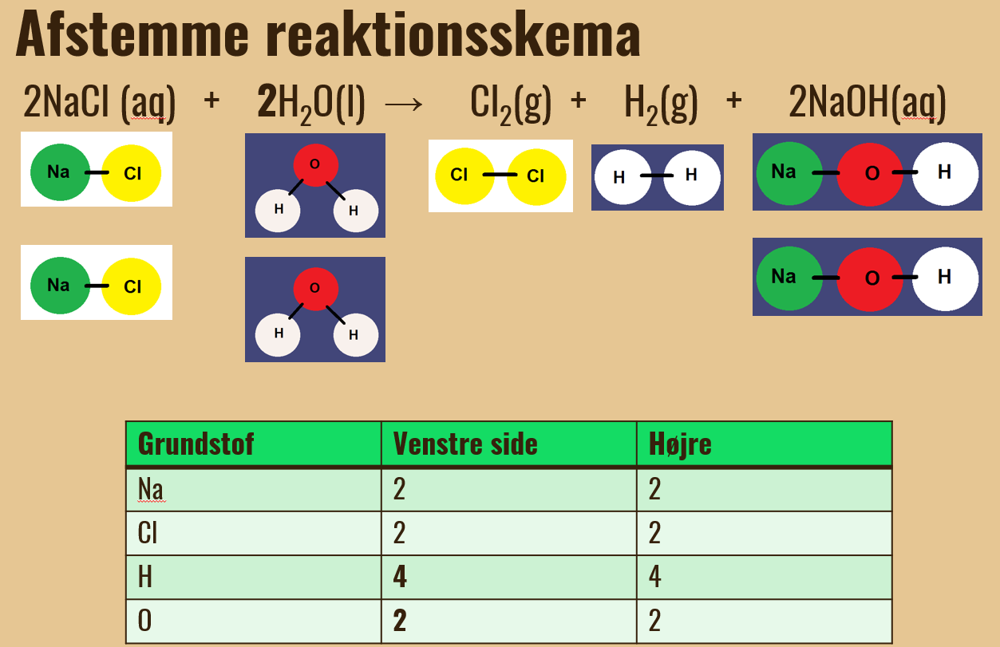 Afstemme reaktionsskema
2NaCl (aq) + 2H₂O(l) → Cl₂(g) + H₂(g) + 2NaOH(aq)
Na Cl
O
H H
Cl Cl
H H
Na O H
Na Cl
O
H H
Na O H
Grundstof Venstre side Højre
Na 2 2
Cl 2 2
H 4 4
O 2 2